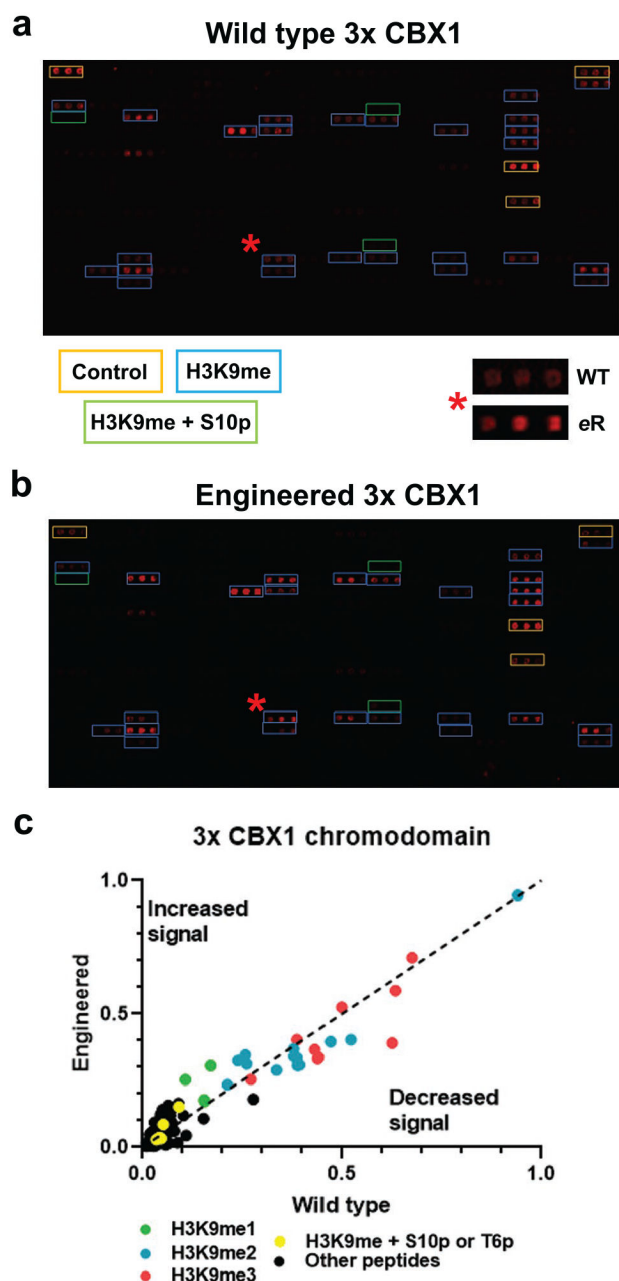 a
Wild type 3x CBX1
*
Control
H3K9me
H3K9me + S10p
WT
*
eR
b
Engineered 3x CBX1
*
c
3x CBX1 chromodomain
1.0
Increased
signal
Engineered
0.5
Decreased
signal
0.0
0.0
0.5
1.0
Wild type
H3K9me1
H3K9me2
H3K9me3
H3K9me + S10p or T6p
Other peptides